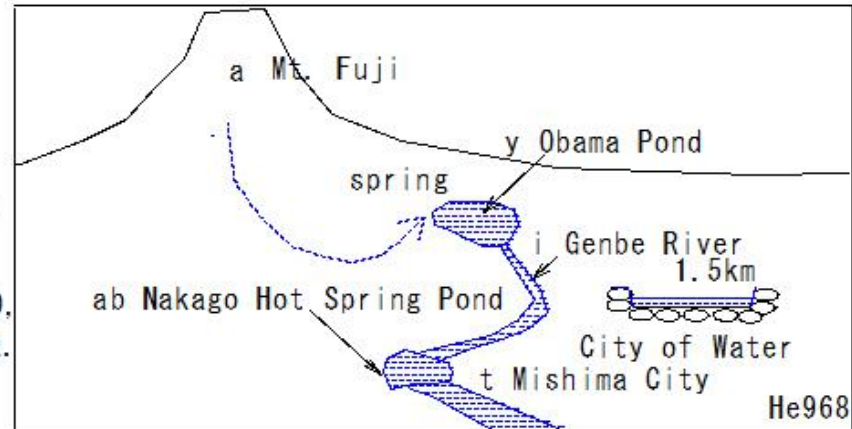 a Mt. Fuji
y Obama Pond
spring
i Genbe River
1.5km
ab Nakago Hot Spring Pond
City of Water
t Mishima City
He968